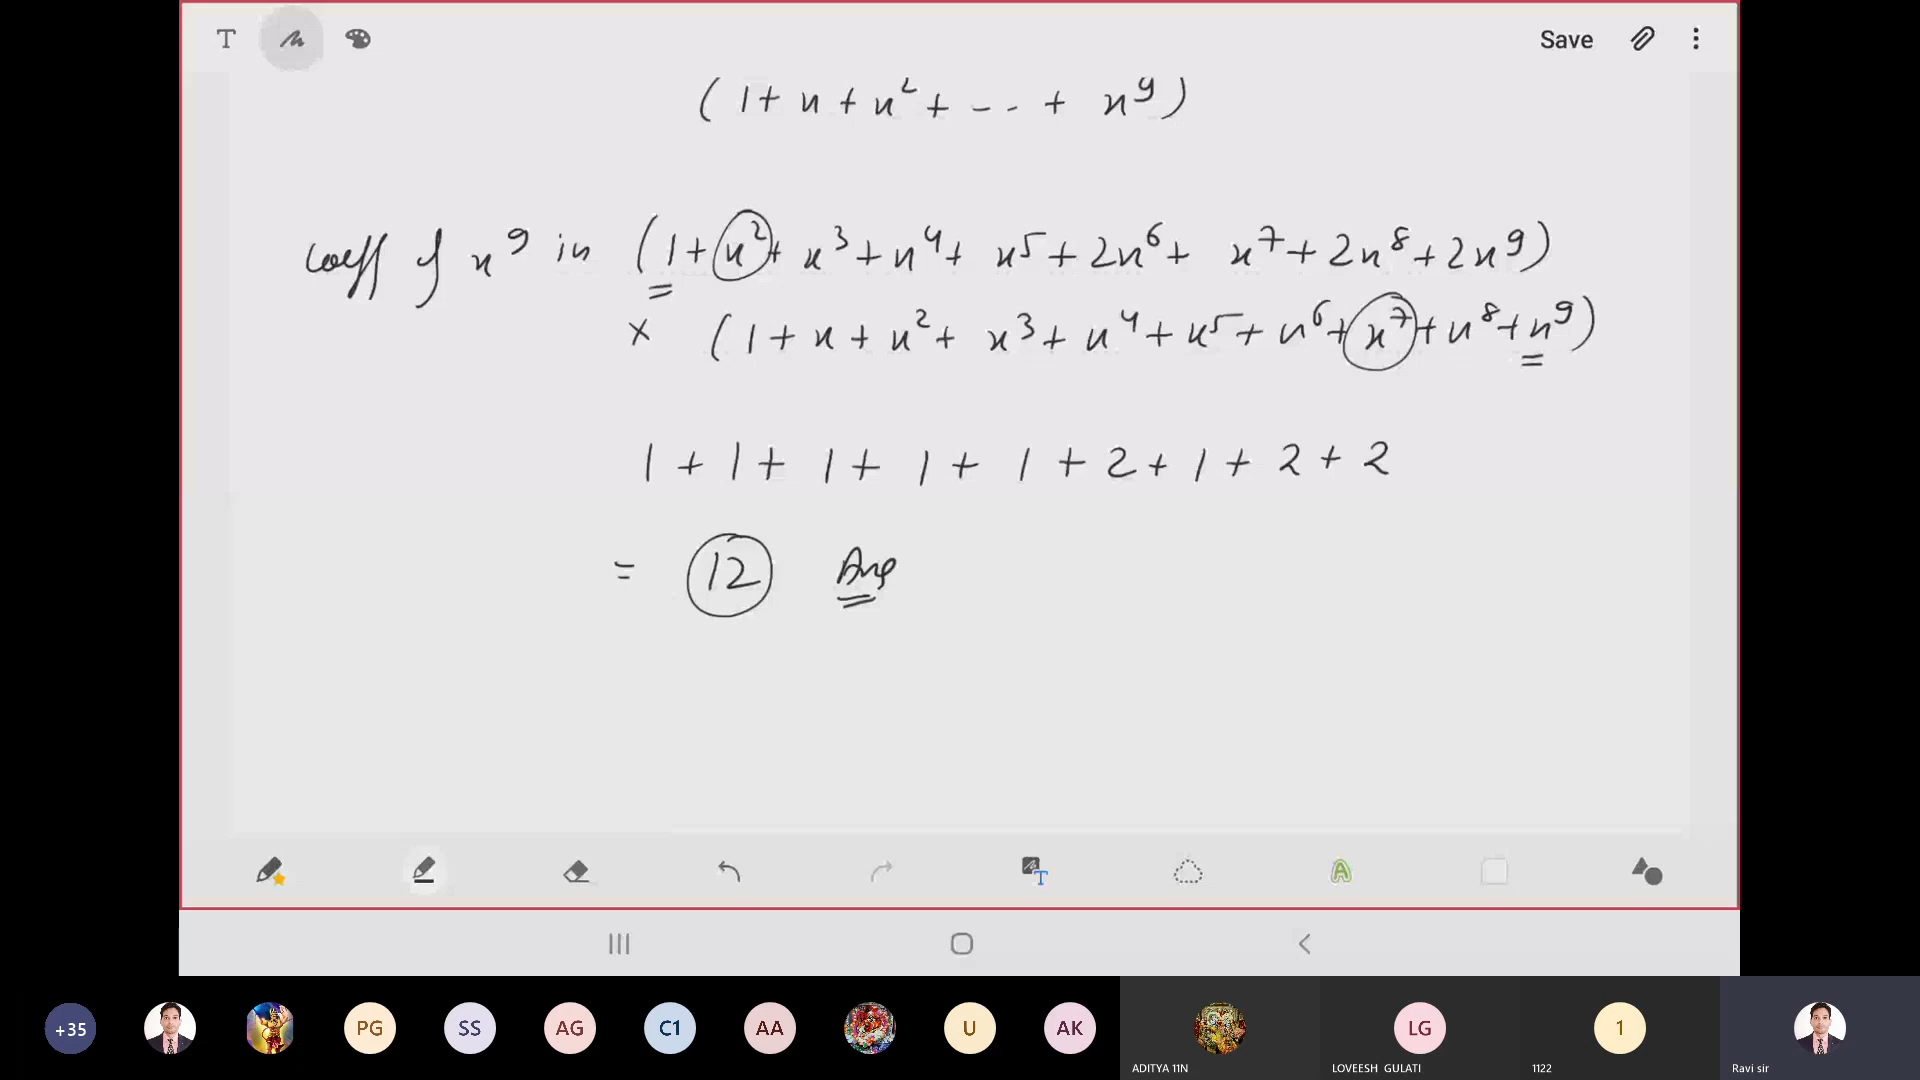 T Save
(1 + x + x² + -- + x⁹)
coeff of x⁹ in (1 + x² + x³ + x⁴ + x⁵ + 2x⁶ + x⁷ + 2x⁸ + 2x⁹)
× (1 + x + x² + x³ + x⁴ + x⁵ + x⁶ + x⁷ + x⁸ + x⁹)
1 + 1 + 1 + 1 + 1 + 2 + 1 + 2 + 2
= 12 Ans
T A
+35 PG SS AG C1 AA U AK LG 1
ADITYA 11N LOVEESH GULATI 1122 Ravi sir